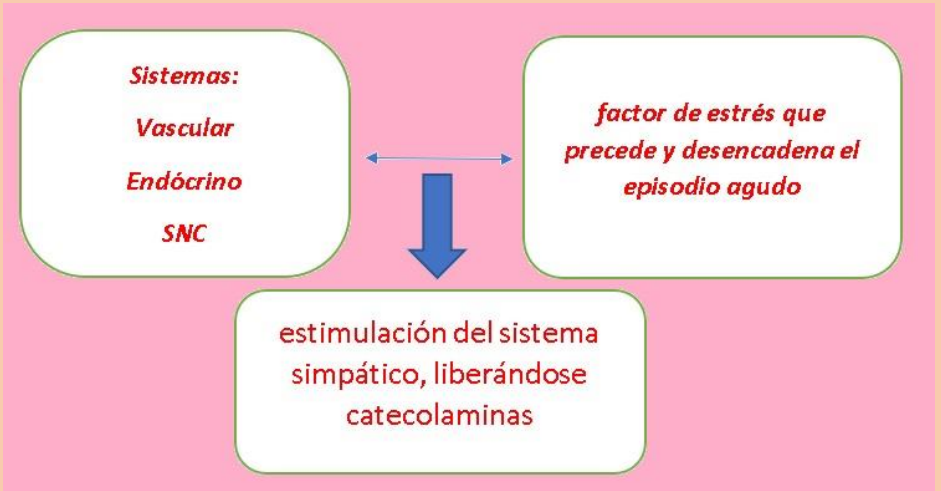 Sistemas:
Vascular
Endócrino
SNC
factor de estrés que
precede y desencadena el
episodio agudo
estimulación del sistema
simpático, liberándose
catecolaminas